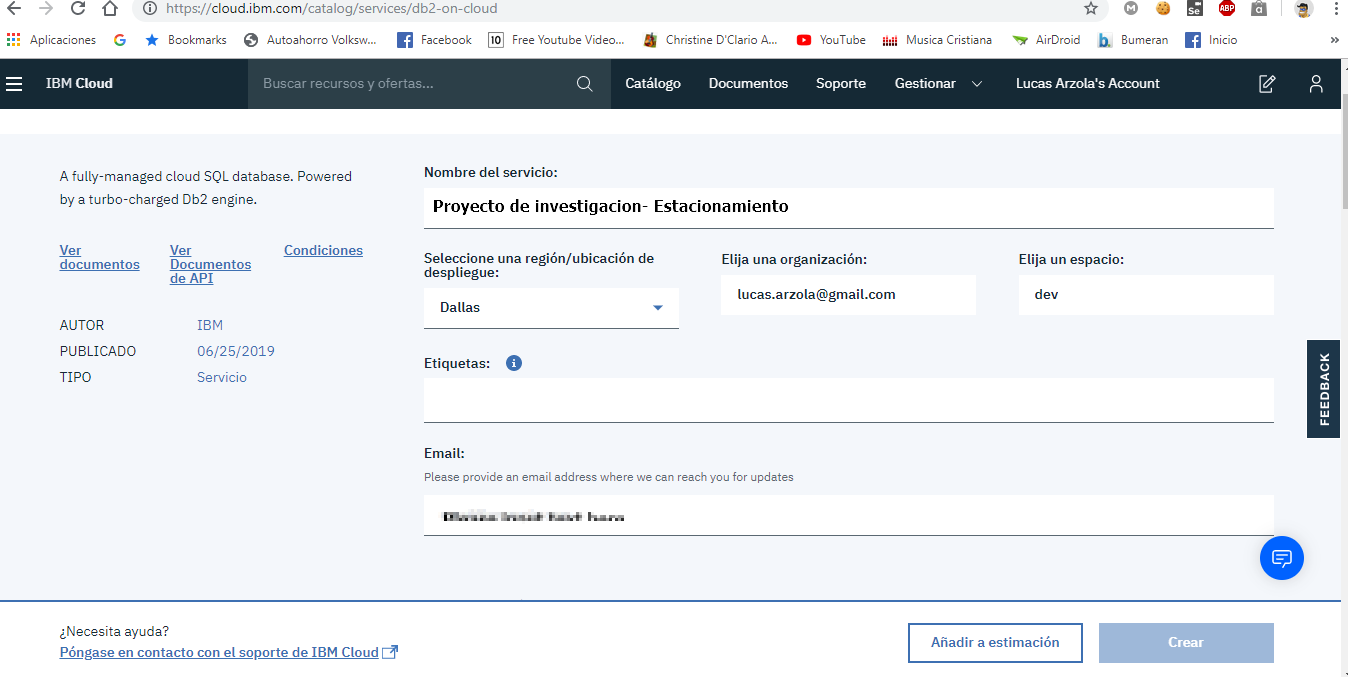 https://cloud.ibm.com/catalog/services/db2-on-cloud
Aplicaciones Bookmarks Autoahorro Volksw... Facebook 10 Free Youtube Video... Christine D'Clario A... YouTube Musica Cristiana AirDroid Bumeran Inicio »
IBM Cloud Buscar recursos y ofertas... Catálogo Documentos Soporte Gestionar Lucas Arzola's Account
A fully-managed cloud SQL database. Powered
by a turbo-charged Db2 engine.
Ver
documentos
Ver
Documentos
de API
Condiciones
AUTOR IBM
PUBLICADO 06/25/2019
TIPO Servicio
Nombre del servicio:
Proyecto de investigacion- Estacionamiento
Seleccione una región/ubicación de
despliegue:
Dallas
Elija una organización:
lucas.arzola@gmail.com
Elija un espacio:
dev
Etiquetas:
Email:
Please provide an email address where we can reach you for updates
FEEDBACK
¿Necesita ayuda?
Póngase en contacto con el soporte de IBM Cloud
Añadir a estimación
Crear